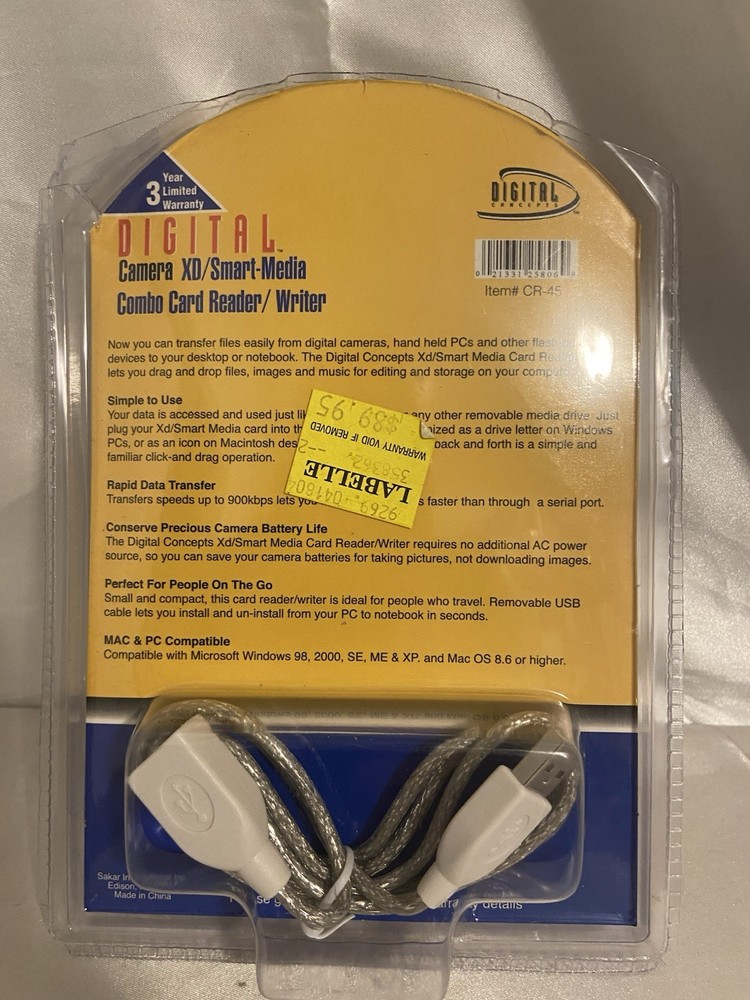 3 Year
Limited
Warranty
DIGITAL
CONCEPTS™
DIGITAL™
Camera XD/Smart-Media
Combo Card Reader/ Writer
0 21331 25806
Item# CR-45
Now you can transfer files easily from digital cameras, hand held PCs and other
devices to your desktop or notebook. The Digital Concepts Xd/Smart Media Card
lets you drag and drop files, images and music for editing and storage on your
Simple to Use
Your data is accessed and used just any other removable media drive. Just
plug your Xd/Smart Media card into as a drive letter on Windows
PCs, or as an icon on Macintosh back and forth is a simple and
familiar click-and drag operation.
Rapid Data Transfer
Transfers speeds up to 900kbps lets faster than through a serial port.
$89.95
WARRANTY VOID IF REMOVED
LABELLE
Conserve Precious Camera Battery Life
The Digital Concepts Xd/Smart Media Card Reader/Writer requires no additional AC power
source, so you can save your camera batteries for taking pictures, not downloading images.
Perfect For People On The Go
Small and compact, this card reader/writer is ideal for people who travel. Removable USB
cable lets you install and un-install from your PC to notebook in seconds.
MAC & PC Compatible
Compatible with Microsoft Windows 98, 2000, SE, ME & XP. and Mac OS 8.6 or higher.
Sakar
Edison,
Made in China
details